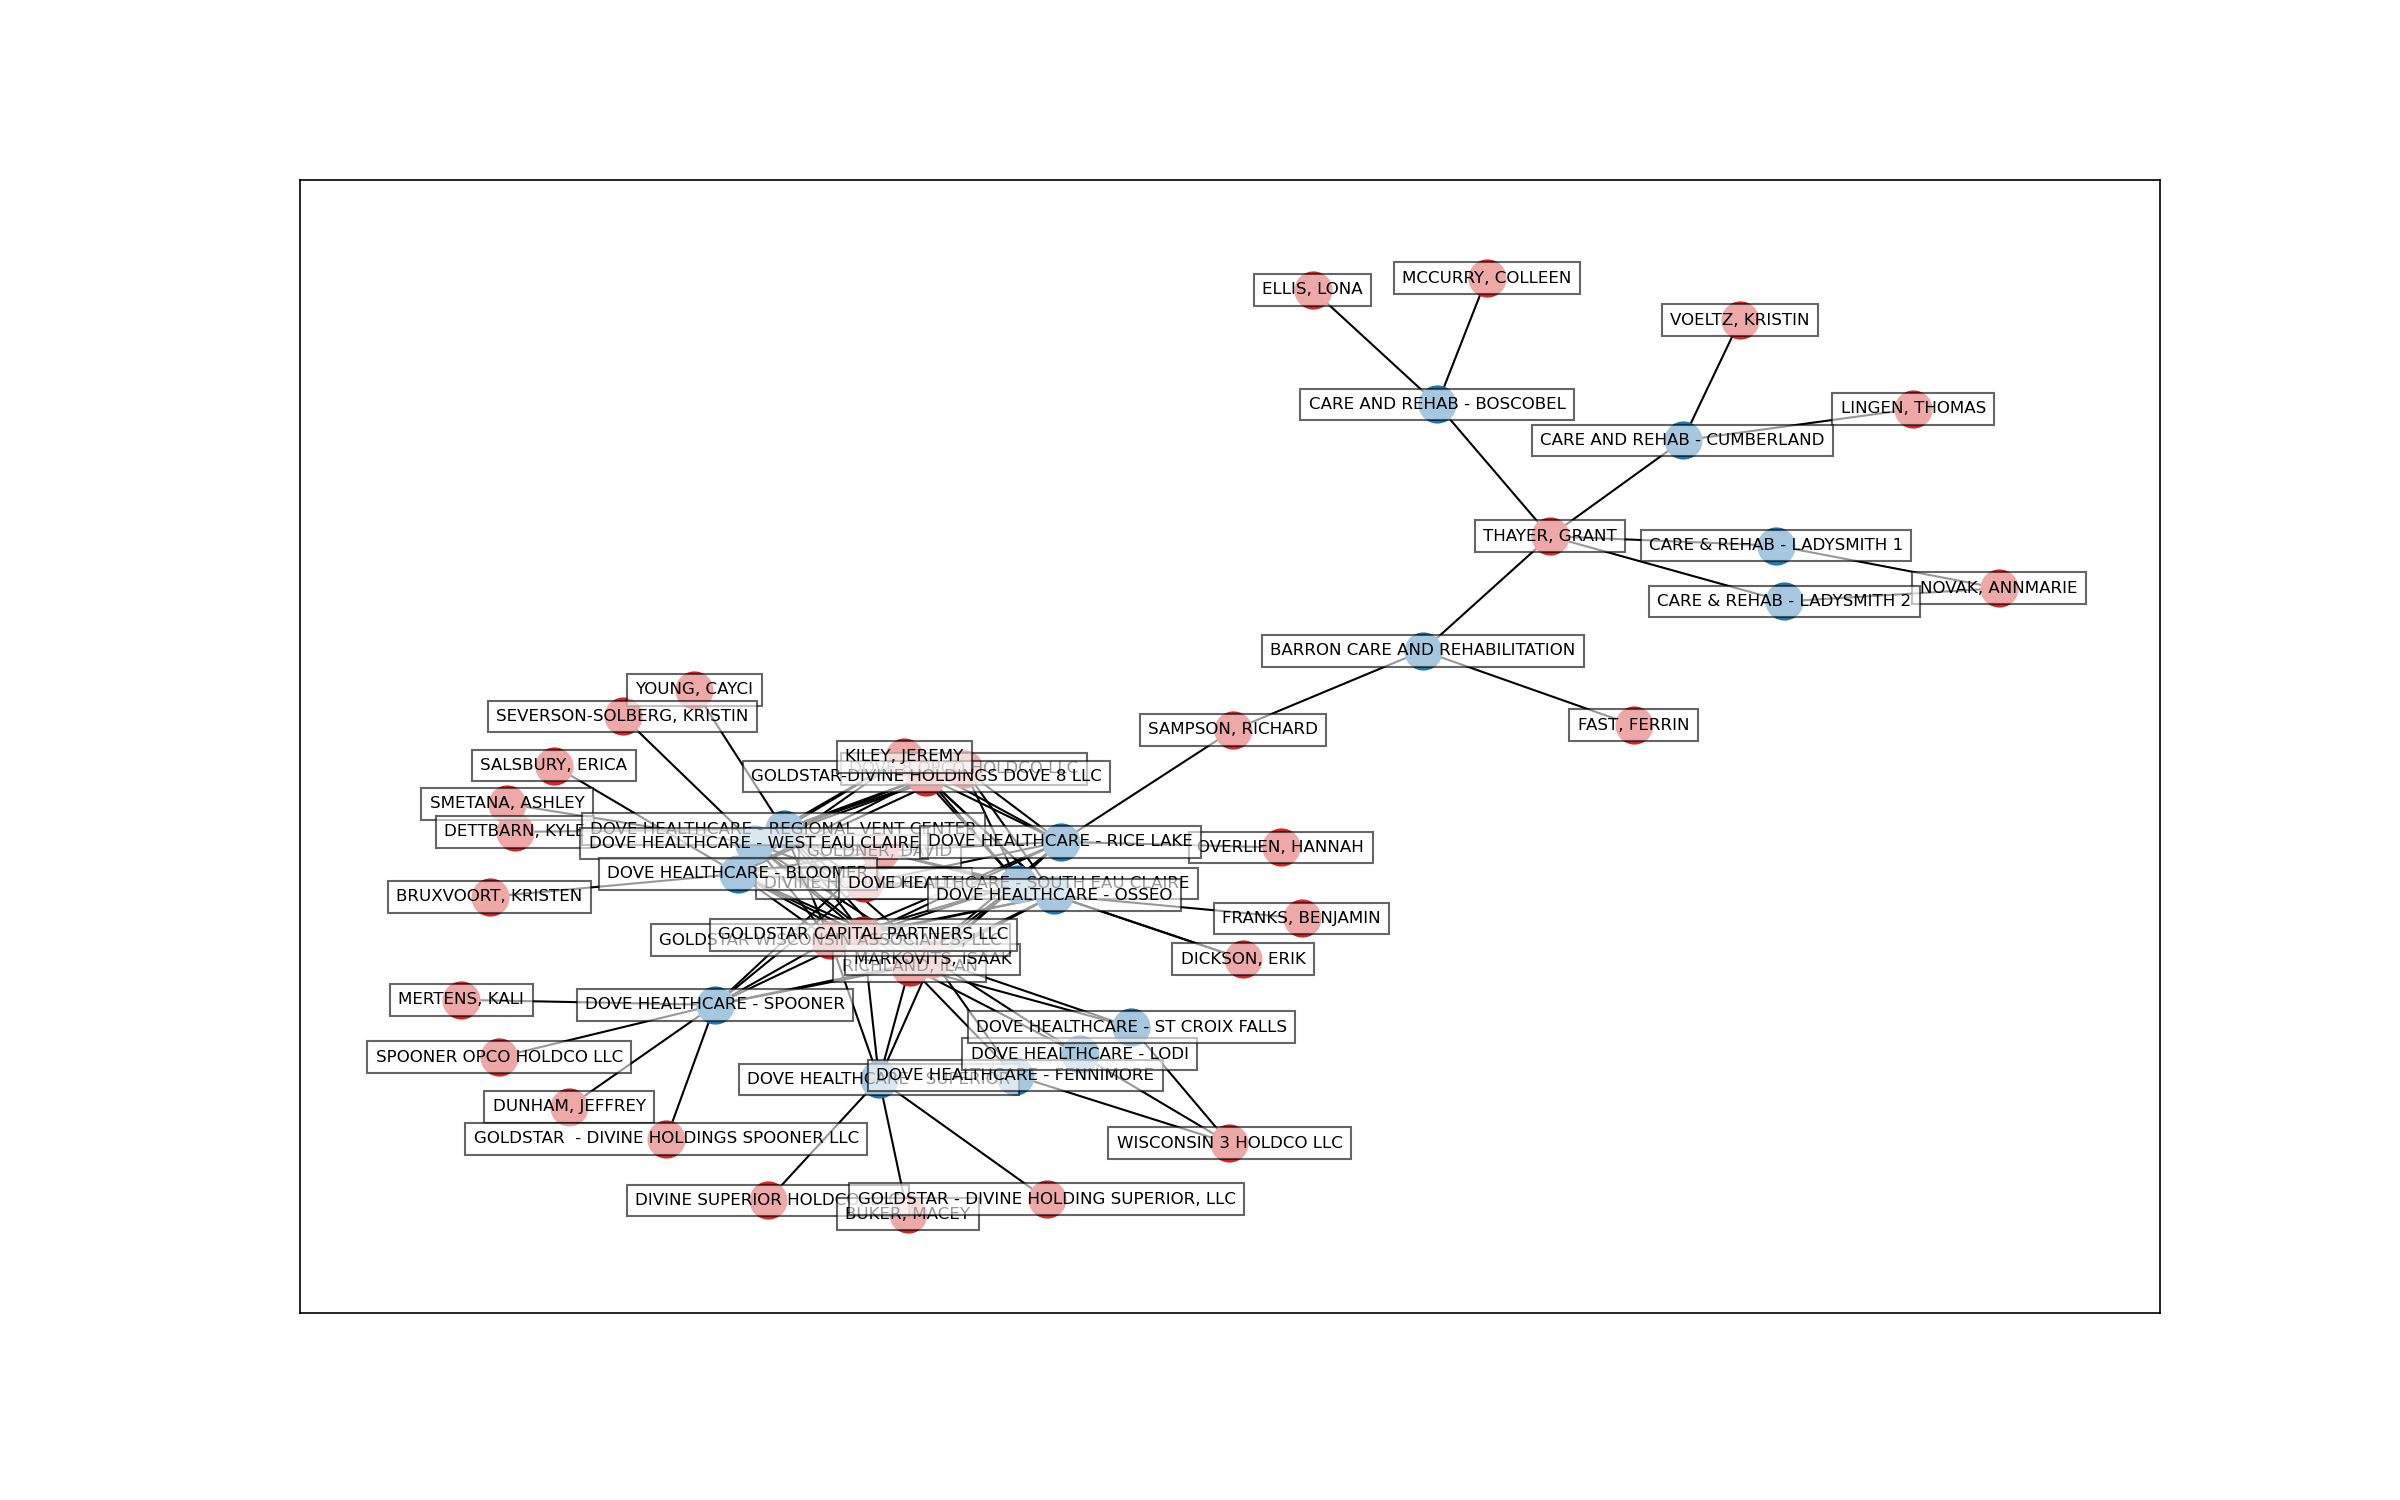 MCCURRY, COLLEEN
ELLIS, LONA
VOELTZ, KRISTIN
CARE AND REHAB - BOSCOBEL
LINGEN, THOMAS
CARE AND REHAB - CUMBERLAND
THAYER, GRANT
CARE & REHAB - LADYSMITH 1
NOVAK, ANNMARIE
CARE & REHAB - LADYSMITH 2
BARRON CARE AND REHABILITATION
YOUNG, CAYCI
SEVERSON-SOLBERG, KRISTIN
FAST, FERRIN
SAMPSON, RICHARD
KILEY, JEREMY
SALSBURY, ERICA
HOLDCO LLC
GOLDSTAR-DIVINE HOLDINGS DOVE 8 LLC
SMETANA, ASHLEY
DETTBARN, KYLE
DOVE HEALTHCARE - REGIONAL VENT CENTER
DOVE HEALTHCARE - WEST EAU CLAIRE
DOVE HEALTHCARE - RICE LAKE
OVERLIEN, HANNAH
GOLDNER, DAVID
DOVE HEALTHCARE - BLOOMER
DIVINE
DOVE HEALTHCARE - SOUTH EAU CLAIRE
BRUXVOORT, KRISTEN
DOVE HEALTHCARE - OSSEO
FRANKS, BENJAMIN
GOLDSTAR CAPITAL PARTNERS LLC
GOLDSTAR WISCONSIN ASSOCIATES, LLC
MARKOVITS, ISAAK
DICKSON, ERIK
RICHLAND, ILAN
MERTENS, KALI
DOVE HEALTHCARE - SPOONER
DOVE HEALTHCARE - ST CROIX FALLS
SPOONER OPCO HOLDCO LLC
DOVE HEALTHCARE - LODI
DOVE HEALTHCARE - SUPERIOR
DOVE HEALTHCARE - FENNIMORE
DUNHAM, JEFFREY
GOLDSTAR  - DIVINE HOLDINGS SPOONER LLC
WISCONSIN 3 HOLDCO LLC
DIVINE SUPERIOR HOLDCO
GOLDSTAR - DIVINE HOLDING SUPERIOR, LLC
BUKER, MACEY